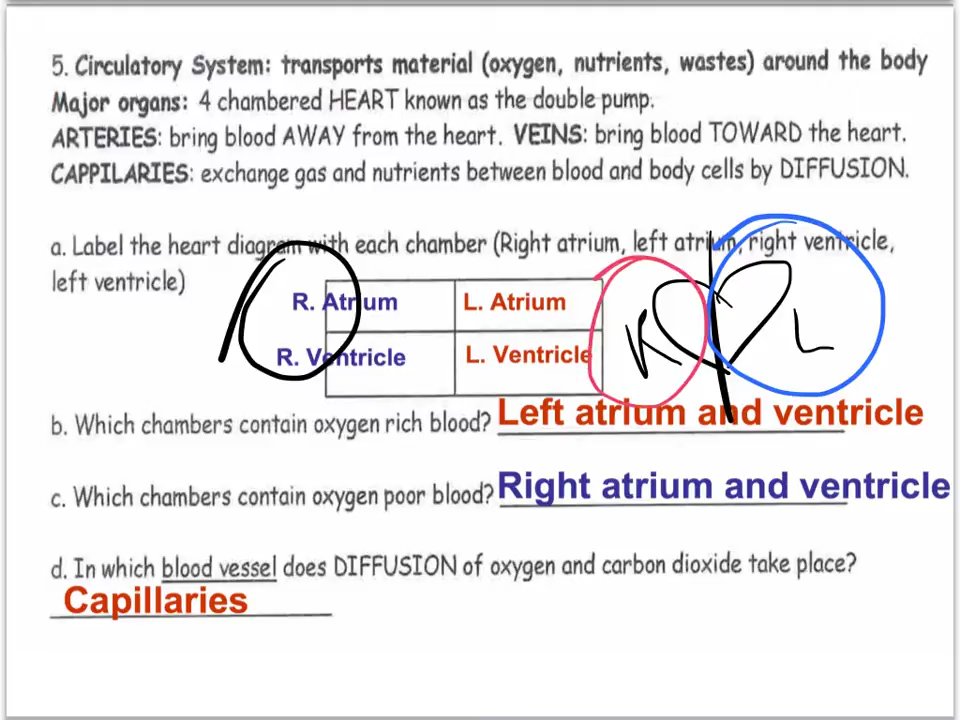 5. Circulatory System: transports material (oxygen, nutrients, wastes) around the body
Major organs: 4 chambered HEART known as the double pump.
ARTERIES: bring blood AWAY from the heart. VEINS: bring blood TOWARD the heart.
CAPPILARIES: exchange gas and nutrients between blood and body cells by DIFFUSION.
a. Label the heart diagram with each chamber (Right atrium, left atrium, right ventricle,
left ventricle)
R. Atrium L. Atrium
R. Ventricle L. Ventricle
R L
b. Which chambers contain oxygen rich blood? Left atrium and ventricle
c. Which chambers contain oxygen poor blood? Right atrium and ventricle
d. In which blood vessel does DIFFUSION of oxygen and carbon dioxide take place?
Capillaries